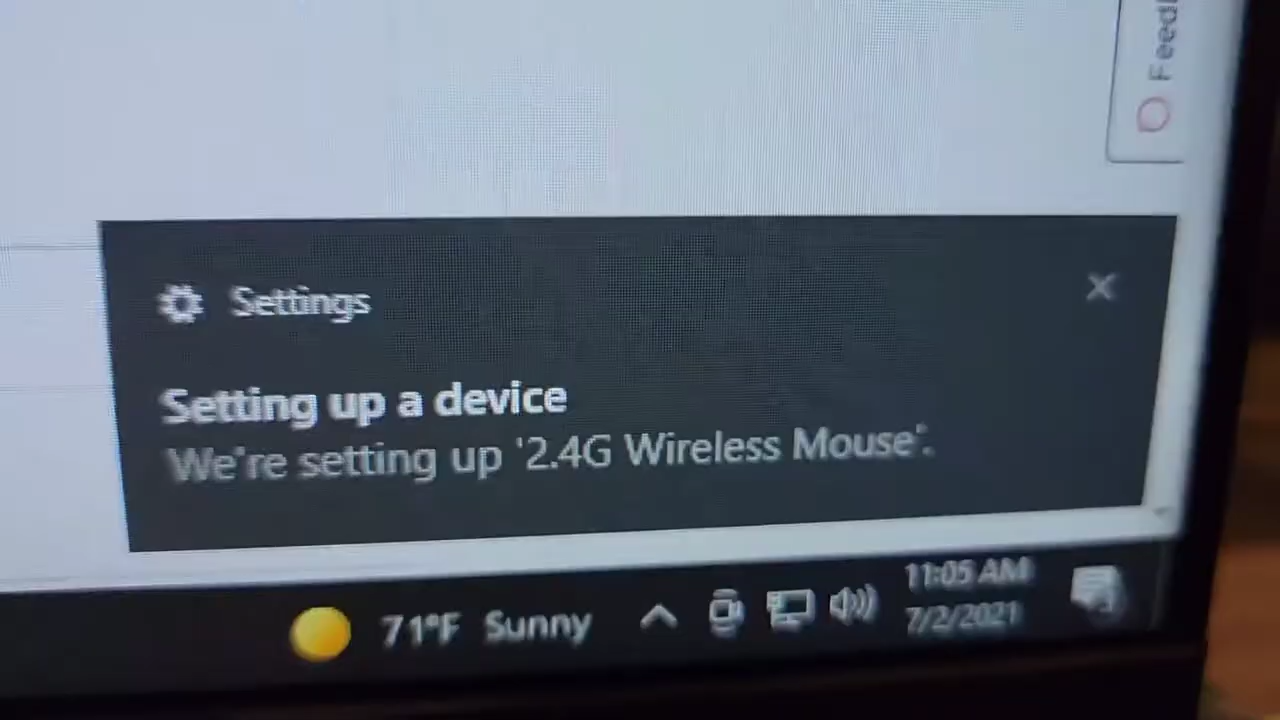 Feed
Settings
Setting up a device
We're setting up '2.4G Wireless Mouse'.
71°F Sunny
11:05 AM
7/2/2021